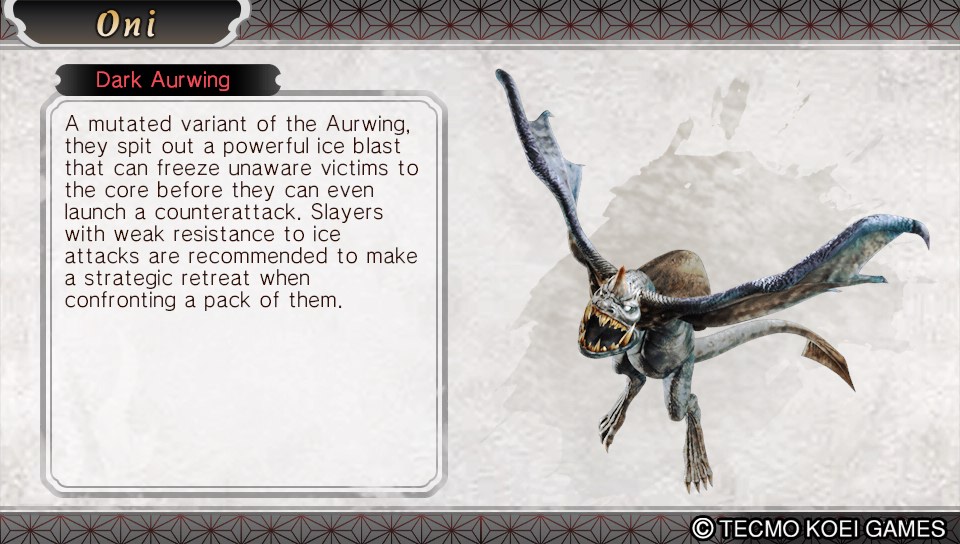 Oni
Dark Aurwing
A mutated variant of the Aurwing,
they spit out a powerful ice blast
that can freeze unaware victims to
the core before they can even
launch a counterattack. Slayers
with weak resistance to ice
attacks are recommended to make
a strategic retreat when
confronting a pack of them.
© TECMO KOEI GAMES